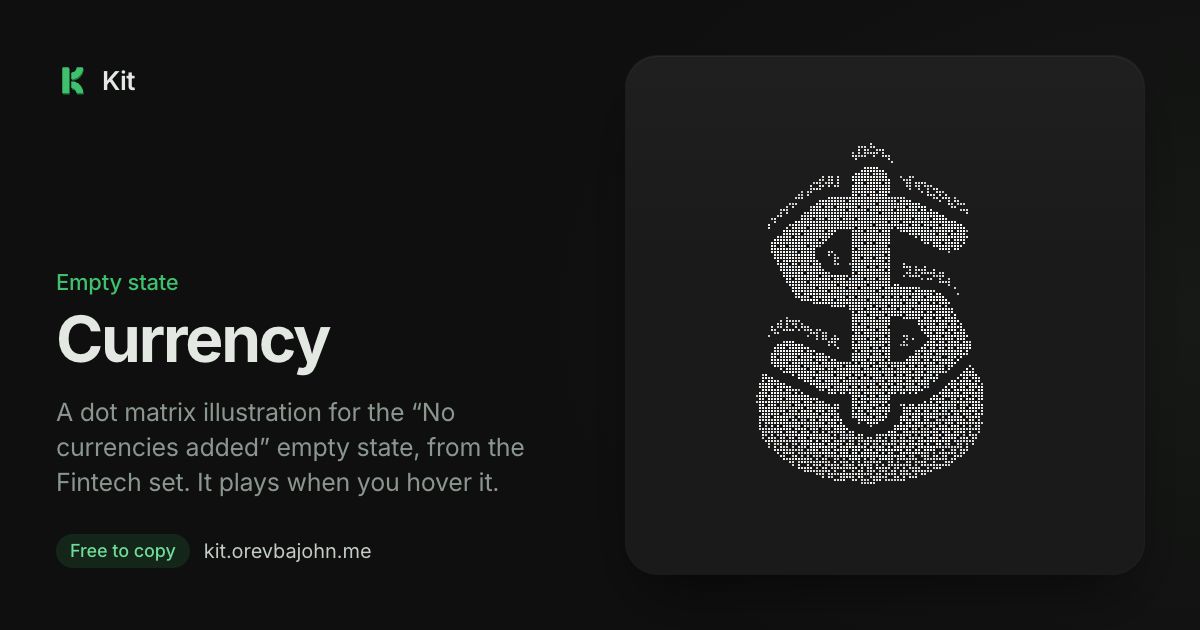 Kit
Empty state
Currency
A dot matrix illustration for the “No
currencies added” empty state, from the
Fintech set. It plays when you hover it.
Free to copy
kit.orevbajohn.me